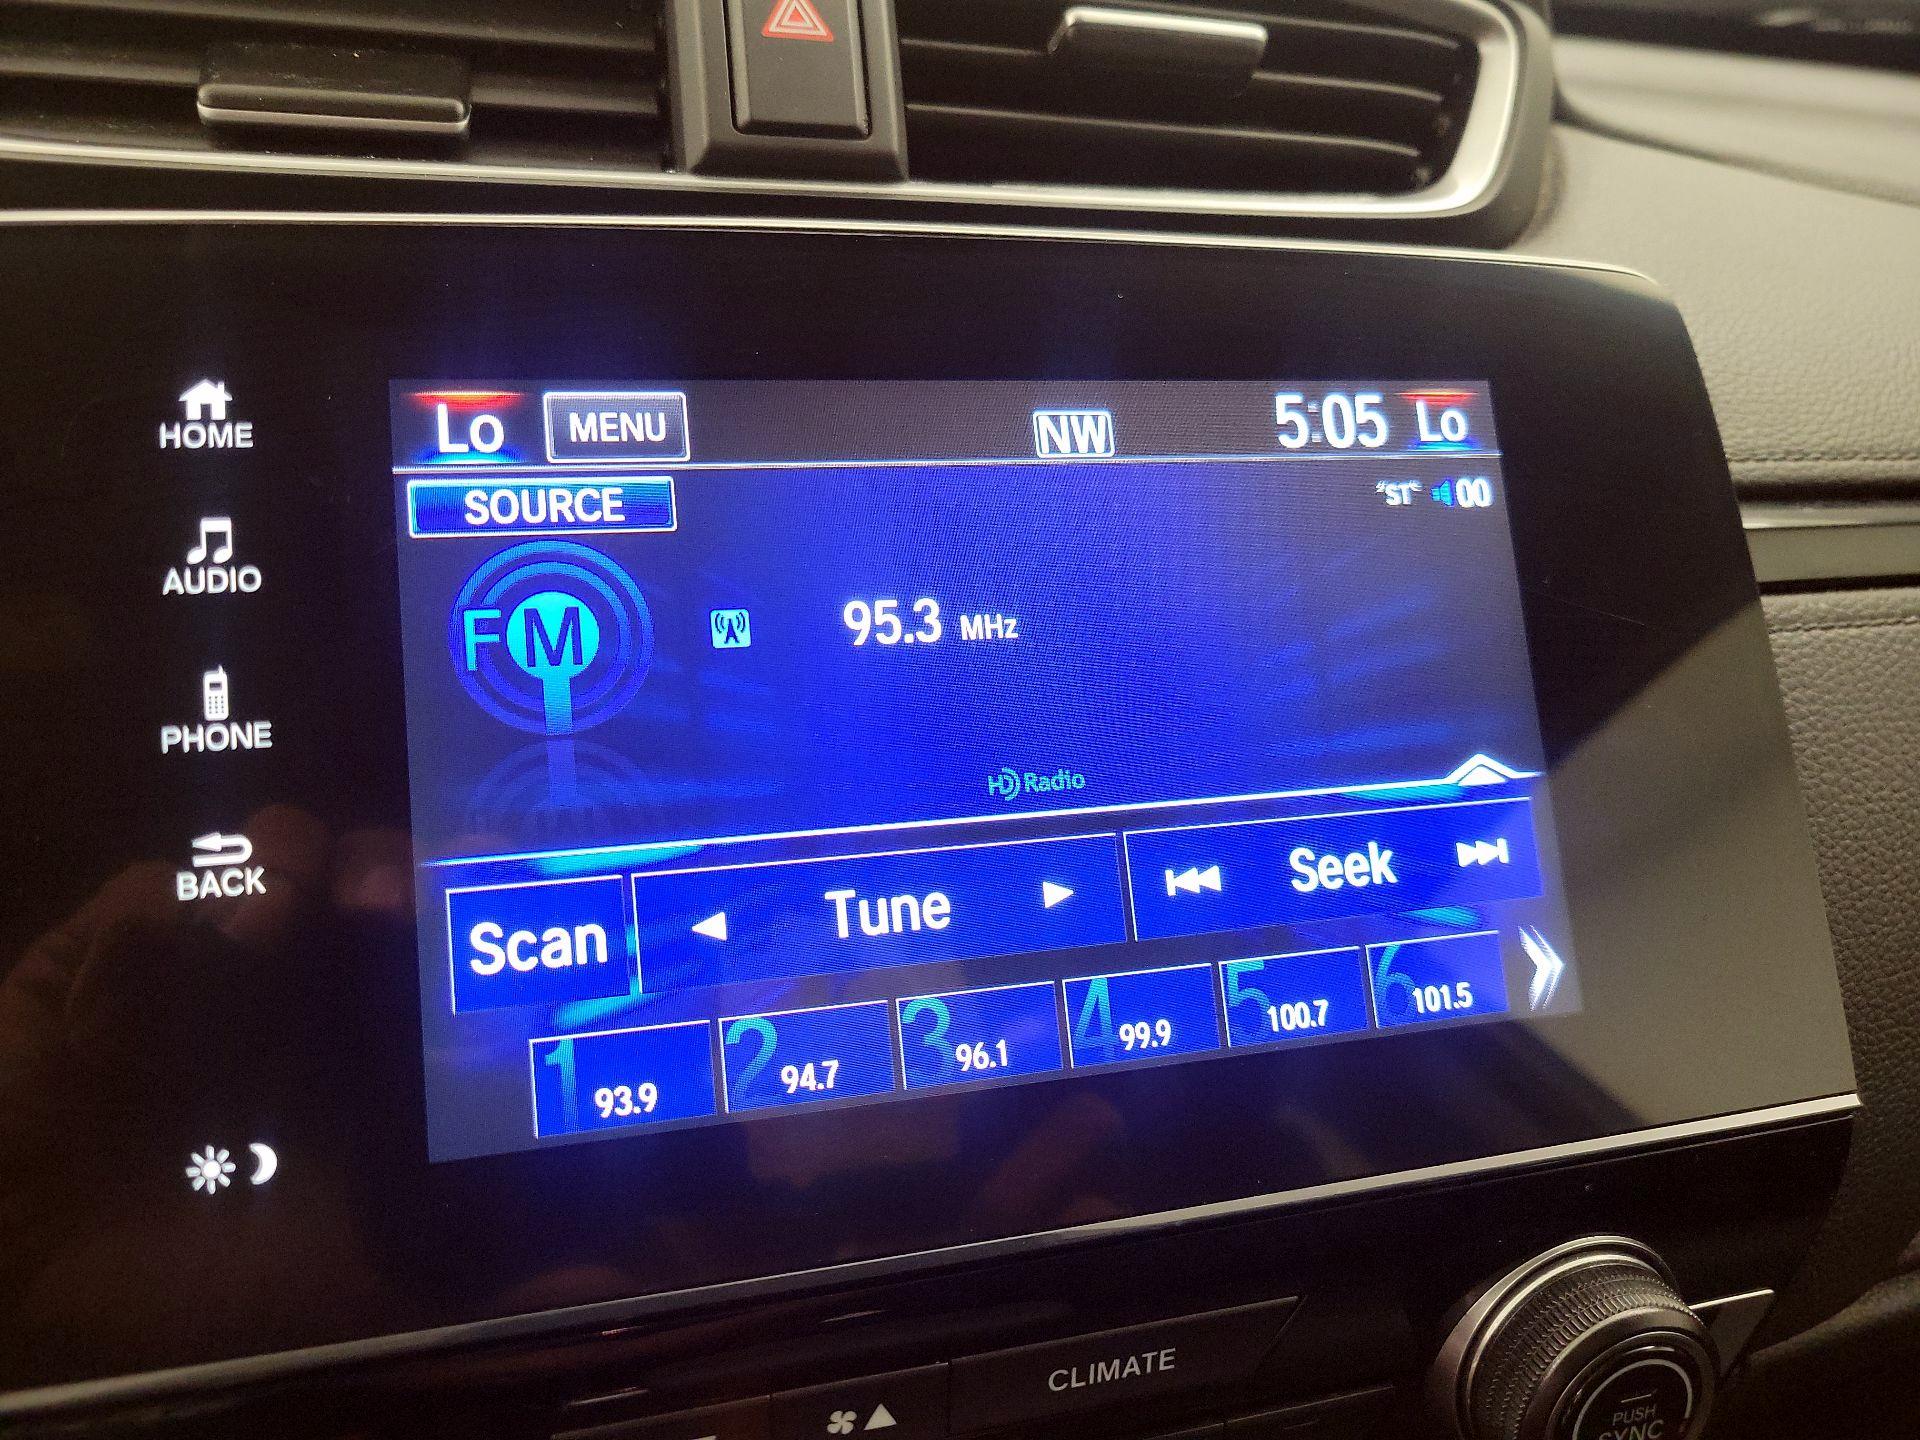 HOME
AUDIO
PHONE
BACK
Lo MENU NW 5:05 Lo
SOURCE "ST" 00
FM 95.3 MHz
HD Radio
Scan Tune Seek
1 93.9 2 94.7 3 96.1 4 99.9 5 100.7 6 101.5
CLIMATE
PUSH
SYNC